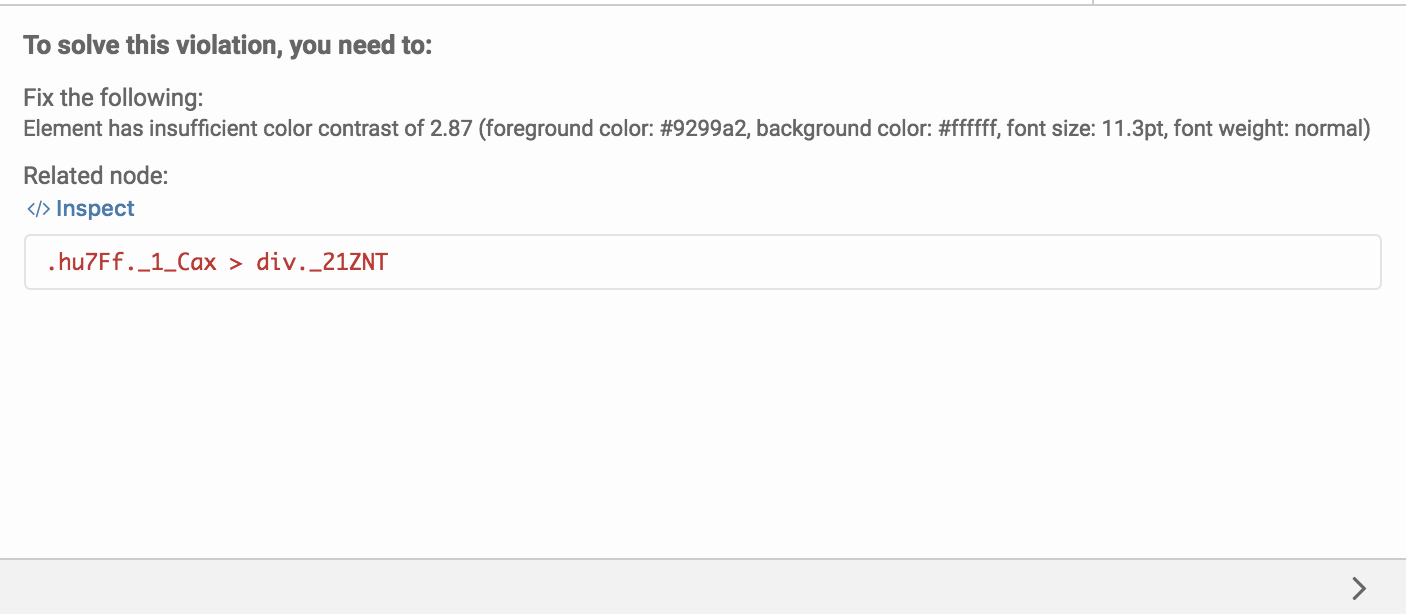 To solve this violation, you need to:
Fix the following:
Element has insufficient color contrast of 2.87 (foreground color: #9299a2, background color: #ffffff, font size: 11.3pt, font weight: normal)
Related node:
</> Inspect
.hu7Ff._1_Cax > div._21ZNT